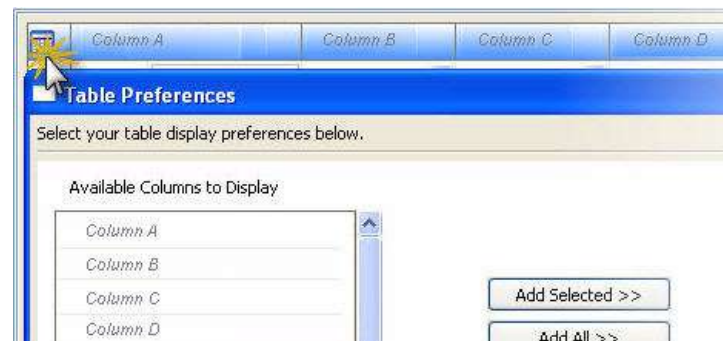 Column A Column B Column C Column D
Table Preferences
Select your table display preferences below.
Available Columns to Display
Column A
Column B
Column C
Add Selected >>
Column D
Add All >>